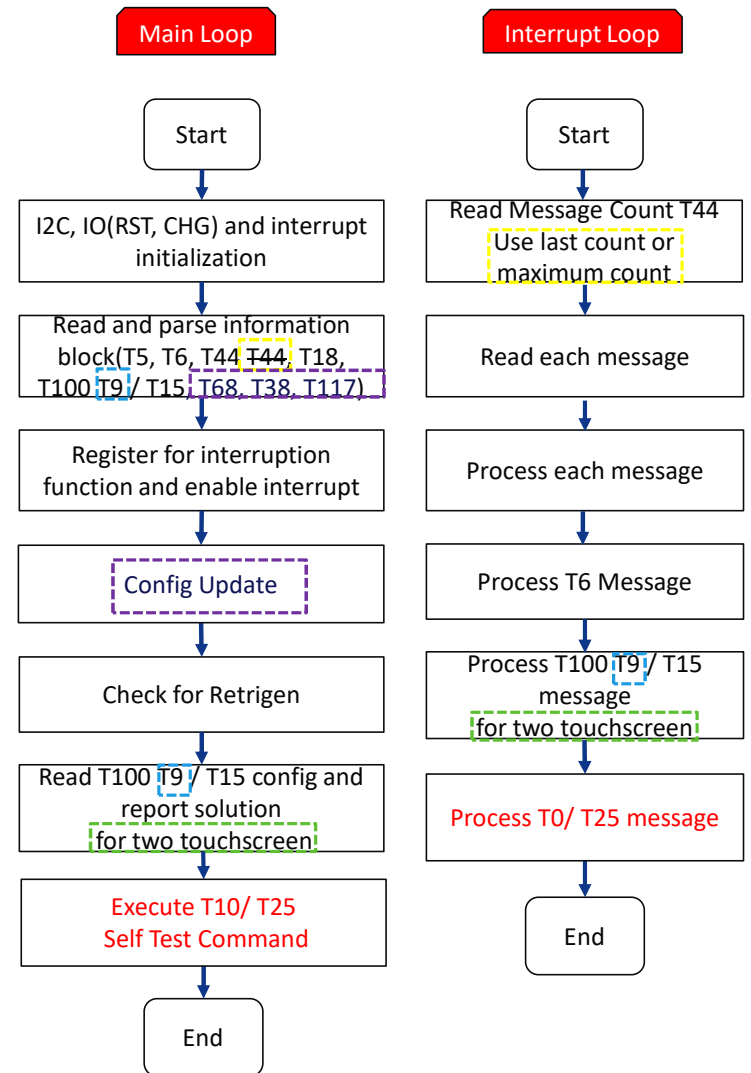 Main Loop
Start
I2C, IO(RST, CHG) and interrupt
initialization
Read and parse information
block(T5, T6, T44 T44, T18,
T100 T9 / T15, T68, T38, T117)
Register for interruption
function and enable interrupt
Config Update
Check for Retrigen
Read T100 T9 / T15 config and
report solution
for two touchscreen
Execute T10/ T25
Self Test Command
End
Interrupt Loop
Start
Read Message Count T44
Use last count or
maximum count
Read each message
Process each message
Process T6 Message
Process T100 T9 / T15
message
for two touchscreen
Process T0/ T25 message
End